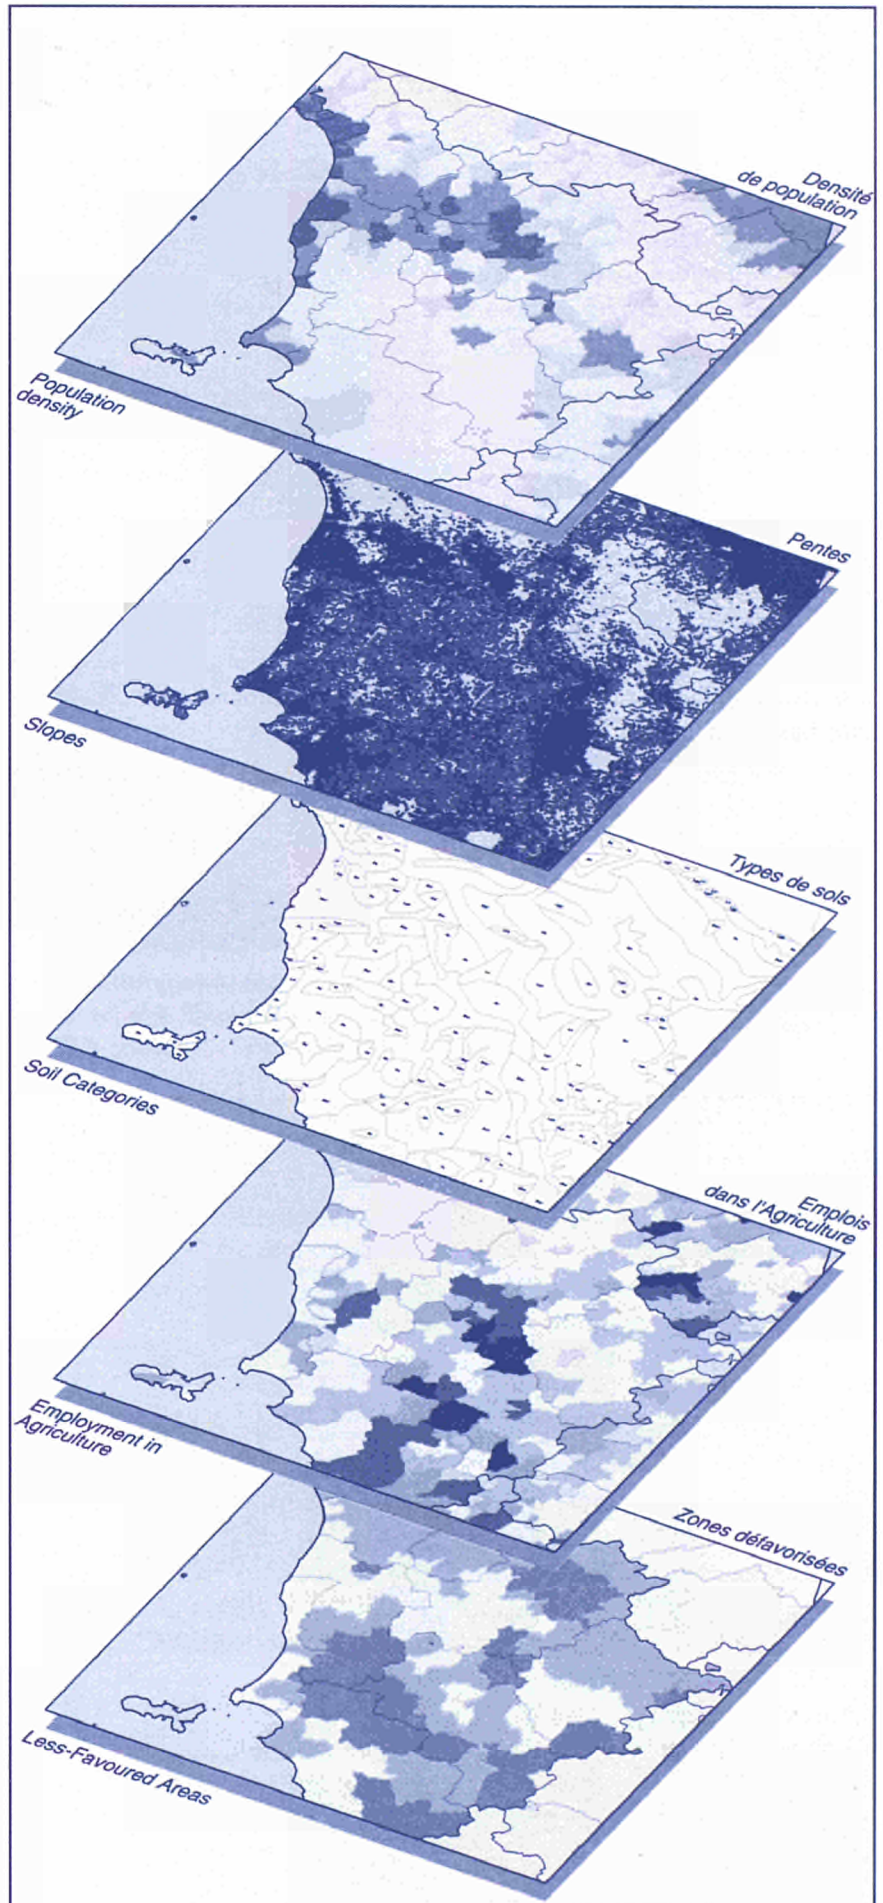 Densité
de population
Population
density
Pentes
Slopes
Types de sols
Soil Categories
Emplois
dans l'Agriculture
Employment in
Agriculture
Zones défavorisées
Less-Favoured Areas